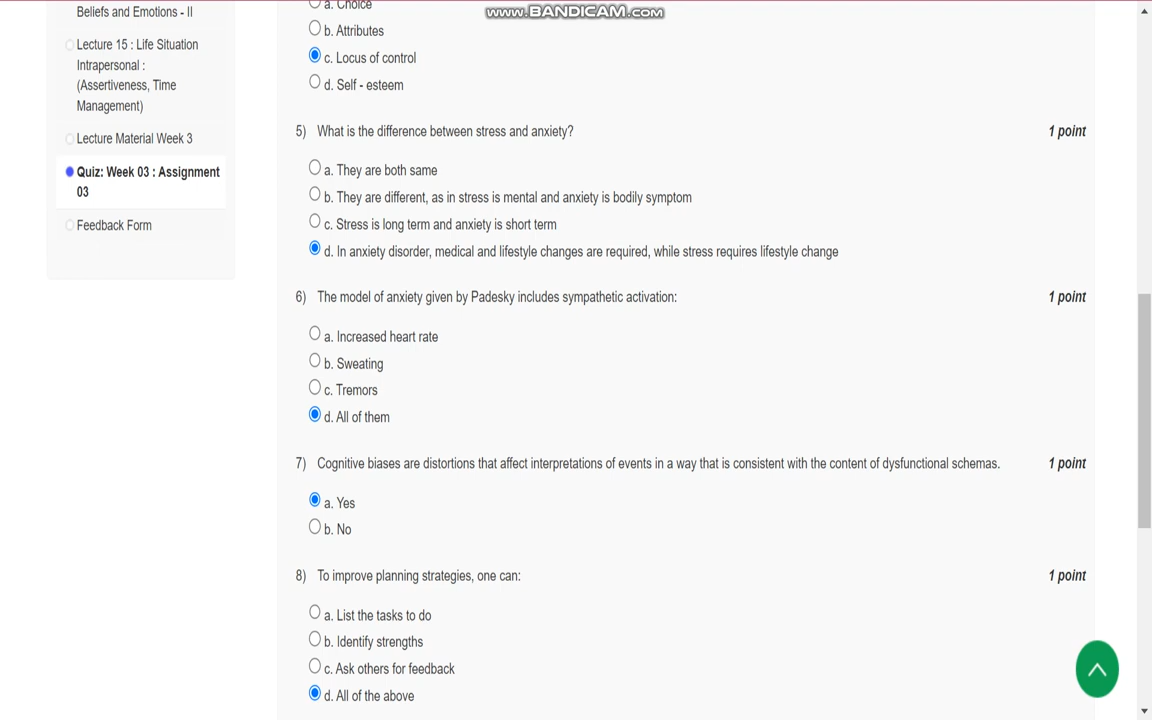 www.BANDICAM.com
Beliefs and Emotions - II
Lecture 15 : Life Situation
Intrapersonal :
(Assertiveness, Time
Management)
Lecture Material Week 3
Quiz: Week 03 : Assignment
03
Feedback Form
a. Choice
b. Attributes
c. Locus of control
d. Self - esteem
5) What is the difference between stress and anxiety? 1 point
a. They are both same
b. They are different, as in stress is mental and anxiety is bodily symptom
c. Stress is long term and anxiety is short term
d. In anxiety disorder, medical and lifestyle changes are required, while stress requires lifestyle change
6) The model of anxiety given by Padesky includes sympathetic activation: 1 point
a. Increased heart rate
b. Sweating
c. Tremors
d. All of them
7) Cognitive biases are distortions that affect interpretations of events in a way that is consistent with the content of dysfunctional schemas. 1 point
a. Yes
b. No
8) To improve planning strategies, one can: 1 point
a. List the tasks to do
b. Identify strengths
c. Ask others for feedback
d. All of the above